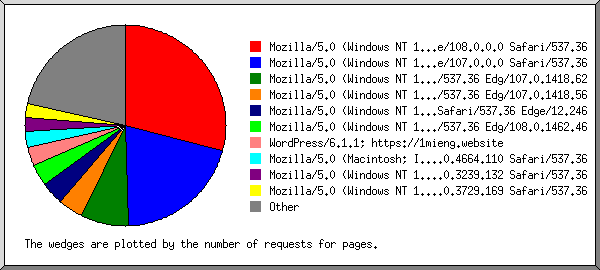 Mozilla/5.0 (Windows NT 1...e/108.0.0.0 Safari/537.36
Mozilla/5.0 (Windows NT 1...e/107.0.0.0 Safari/537.36
Mozilla/5.0 (Windows NT 1.../537.36 Edg/107.0.1418.62
Mozilla/5.0 (Windows NT 1.../537.36 Edg/107.0.1418.56
Mozilla/5.0 (Windows NT 1...Safari/537.36 Edge/12.246
Mozilla/5.0 (Windows NT 1.../537.36 Edg/108.0.1462.46
WordPress/6.1.1; https://1mieng.website
Mozilla/5.0 (Macintosh; I....0.4664.110 Safari/537.36
Mozilla/5.0 (Windows NT 1....0.3239.132 Safari/537.36
Mozilla/5.0 (Windows NT 1....0.3729.169 Safari/537.36
Other
The wedges are plotted by the number of requests for pages.